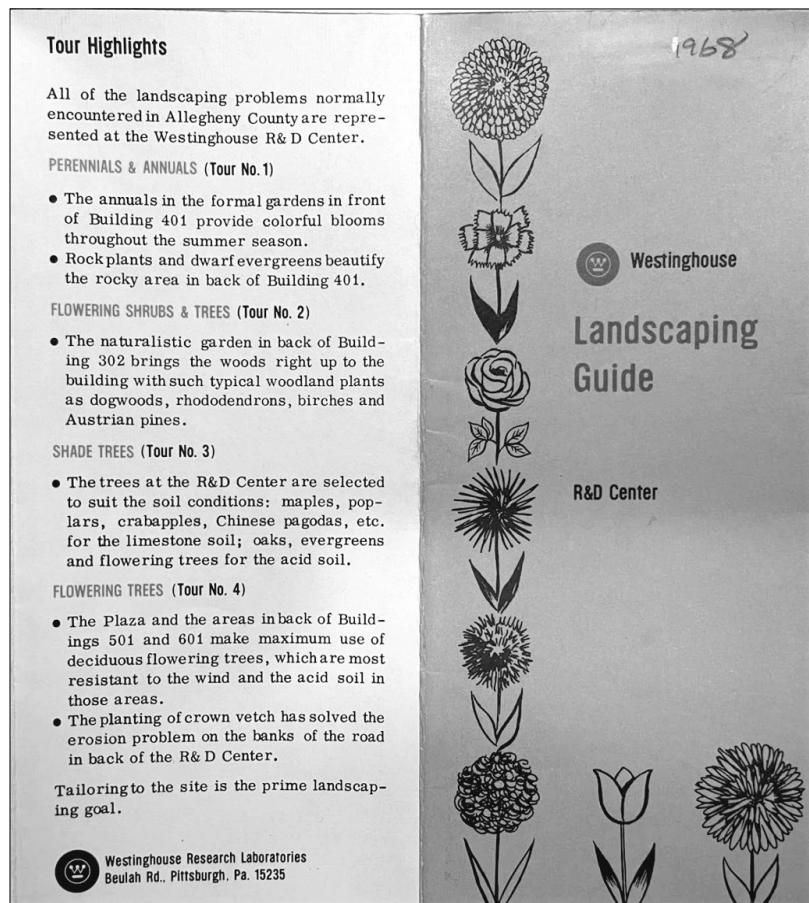 Tour Highlights
All of the landscaping problems normally
encountered in Allegheny County are repre-
sented at the Westinghouse R& D Center.
PERENNIALS & ANNUALS (Tour No. 1)
● The annuals in the formal gardens in front
of Building 401 provide colorful blooms
throughout the summer season.
● Rock plants and dwarf evergreens beautify
the rocky area in back of Building 401.
FLOWERING SHRUBS & TREES (Tour No. 2)
● The naturalistic garden in back of Build-
ing 302 brings the woods right up to the
building with such typical woodland plants
as dogwoods, rhododendrons, birches and
Austrian pines.
SHADE TREES (Tour No. 3)
● The trees at the R&D Center are selected
to suit the soil conditions: maples, pop-
lars, crabapples, Chinese pagodas, etc.
for the limestone soil; oaks, evergreens
and flowering trees for the acid soil.
FLOWERING TREES (Tour No. 4)
● The Plaza and the areas in back of Build-
ings 501 and 601 make maximum use of
deciduous flowering trees, which are most
resistant to the wind and the acid soil in
those areas.
● The planting of crown vetch has solved the
erosion problem on the banks of the road
in back of the R& D Center.
Tailoring to the site is the prime landscap-
ing goal.
W
Westinghouse Research Laboratories
Beulah Rd., Pittsburgh, Pa. 15235
1968
W
Westinghouse
Landscaping
Guide
R&D Center